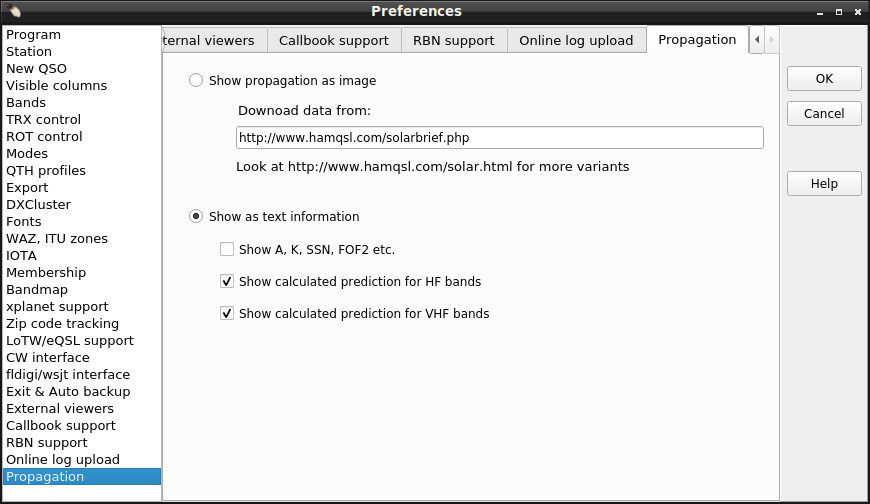 Preferences
Program
Station
New QSO
Visible columns
Bands
TRX control
ROT control
Modes
QTH profiles
Export
DXCluster
Fonts
WAZ, ITU zones
IOTA
Membership
Bandmap
xplanet support
Zip code tracking
LoTW/eQSL support
CW interface
fldigi/wsjt interface
Exit & Auto backup
External viewers
Callbook support
RBN support
Online log upload
Propagation
ternal viewers
Callbook support
RBN support
Online log upload
Propagation
Show propagation as image
Downoad data from:
http://www.hamqsl.com/solarbrief.php
Look at http://www.hamqsl.com/solar.html for more variants
Show as text information
Show A, K, SSN, FOF2 etc.
Show calculated prediction for HF bands
Show calculated prediction for VHF bands
OK
Cancel
Help